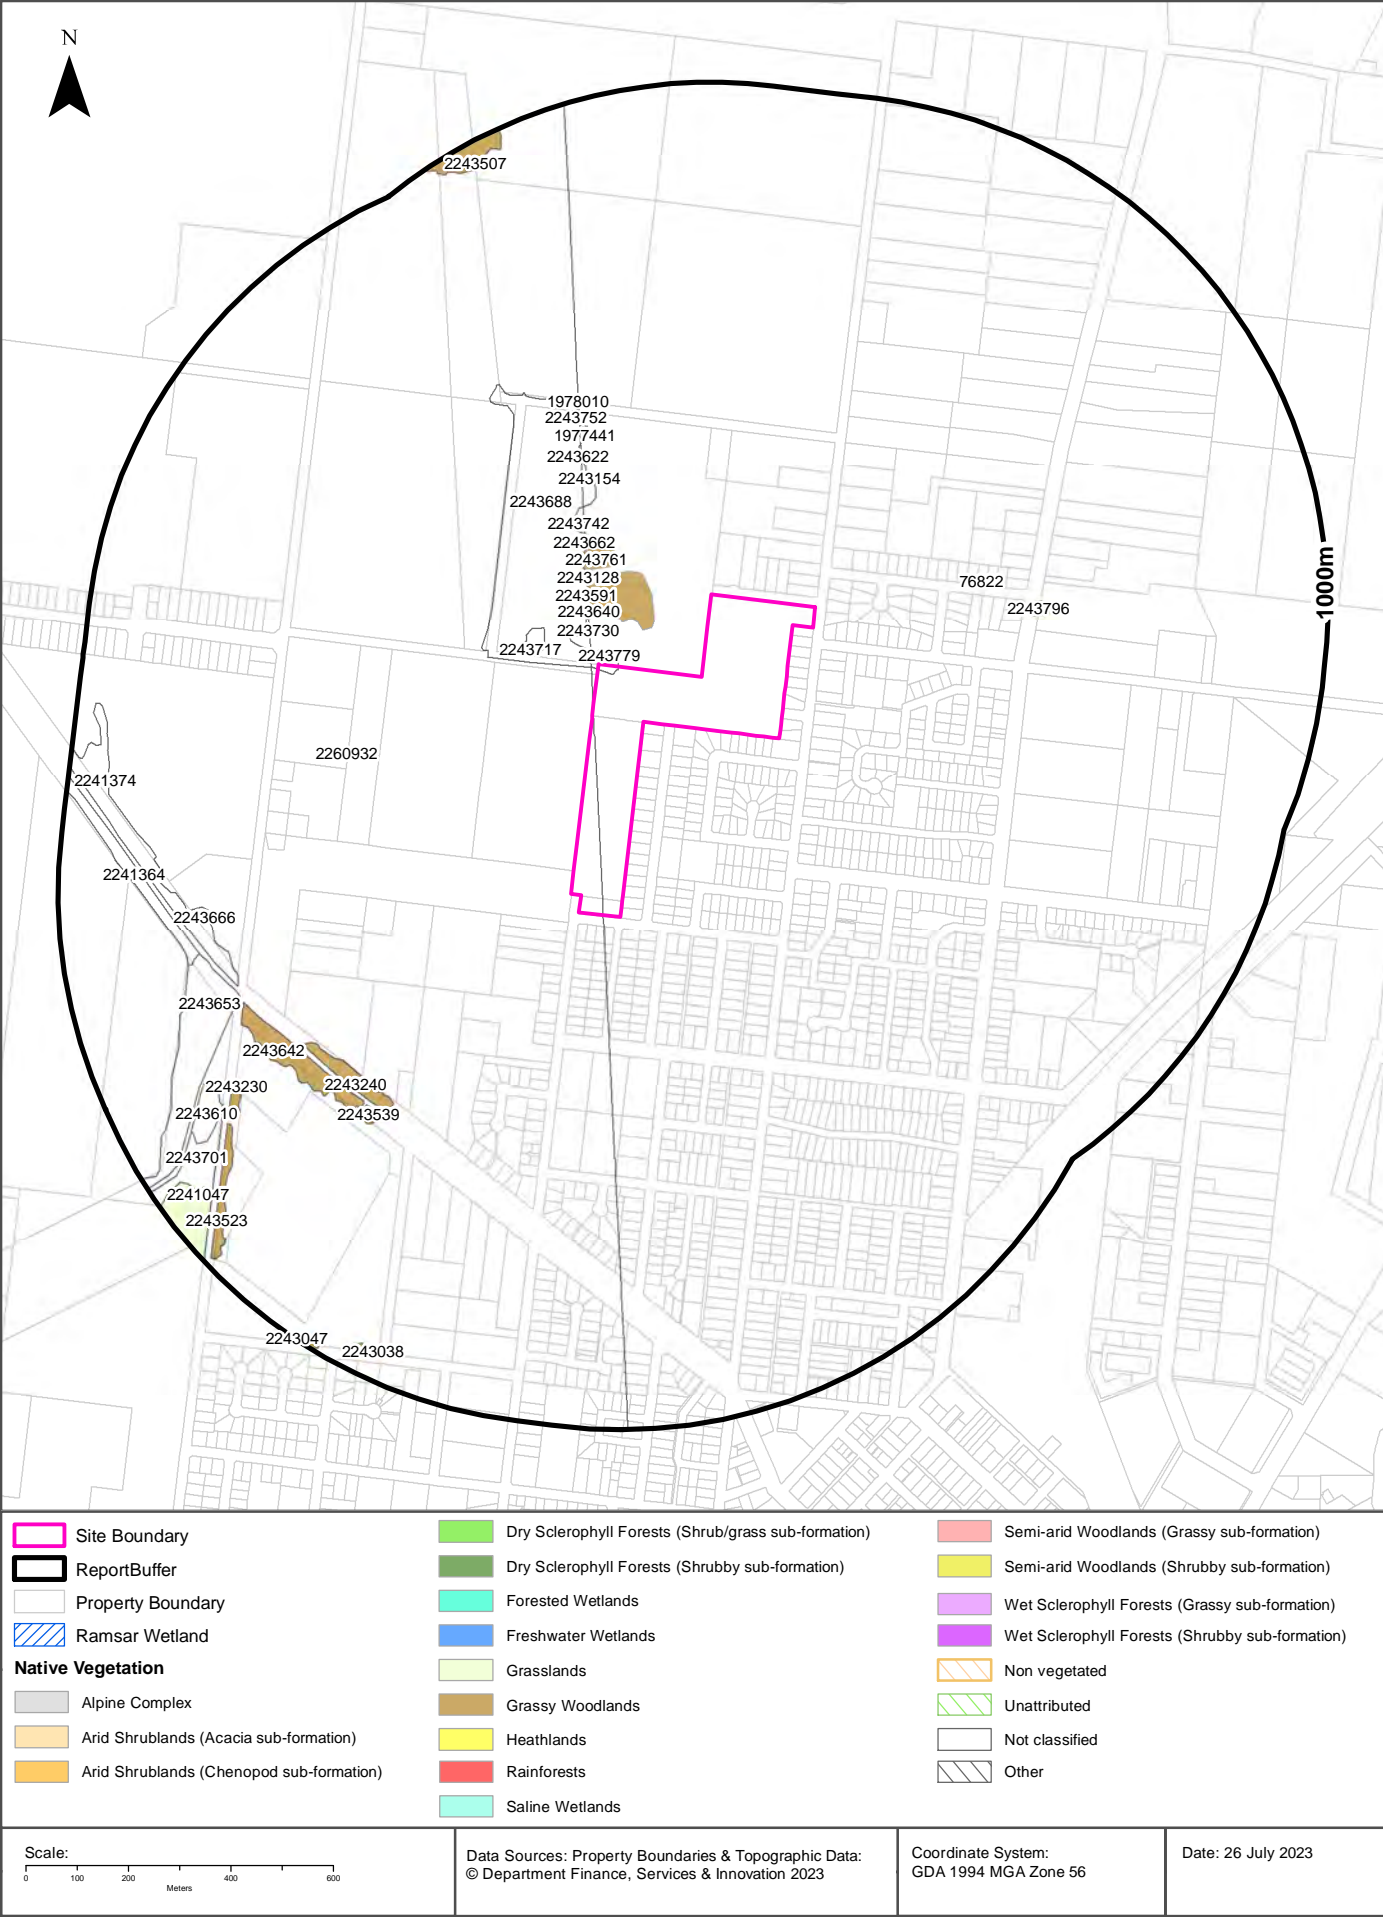 N
2243507
1978010
2243752
1977441
2243622
2243154
2243688
2243742
2243662
2243761
2243128
2243591
2243640
2243730
2243717
2243779
76822
2243796
1000m
2260932
2241374
2241364
2243666
2243653
2243642
2243240
2243230
2243539
2243610
2243701
2241047
2243523
2243047
2243038
Site Boundary
ReportBuffer
Property Boundary
Ramsar Wetland
Native Vegetation
Alpine Complex
Arid Shrublands (Acacia sub-formation)
Arid Shrublands (Chenopod sub-formation)
Dry Sclerophyll Forests (Shrub/grass sub-formation)
Dry Sclerophyll Forests (Shrubby sub-formation)
Forested Wetlands
Freshwater Wetlands
Grasslands
Grassy Woodlands
Heathlands
Rainforests
Saline Wetlands
Semi-arid Woodlands (Grassy sub-formation)
Semi-arid Woodlands (Shrubby sub-formation)
Wet Sclerophyll Forests (Grassy sub-formation)
Wet Sclerophyll Forests (Shrubby sub-formation)
Non vegetated
Unattributed
Not classified
Other
Scale:
0 100 200 400 600
Meters
Data Sources: Property Boundaries & Topographic Data:
© Department Finance, Services & Innovation 2023
Coordinate System:
GDA 1994 MGA Zone 56
Date: 26 July 2023